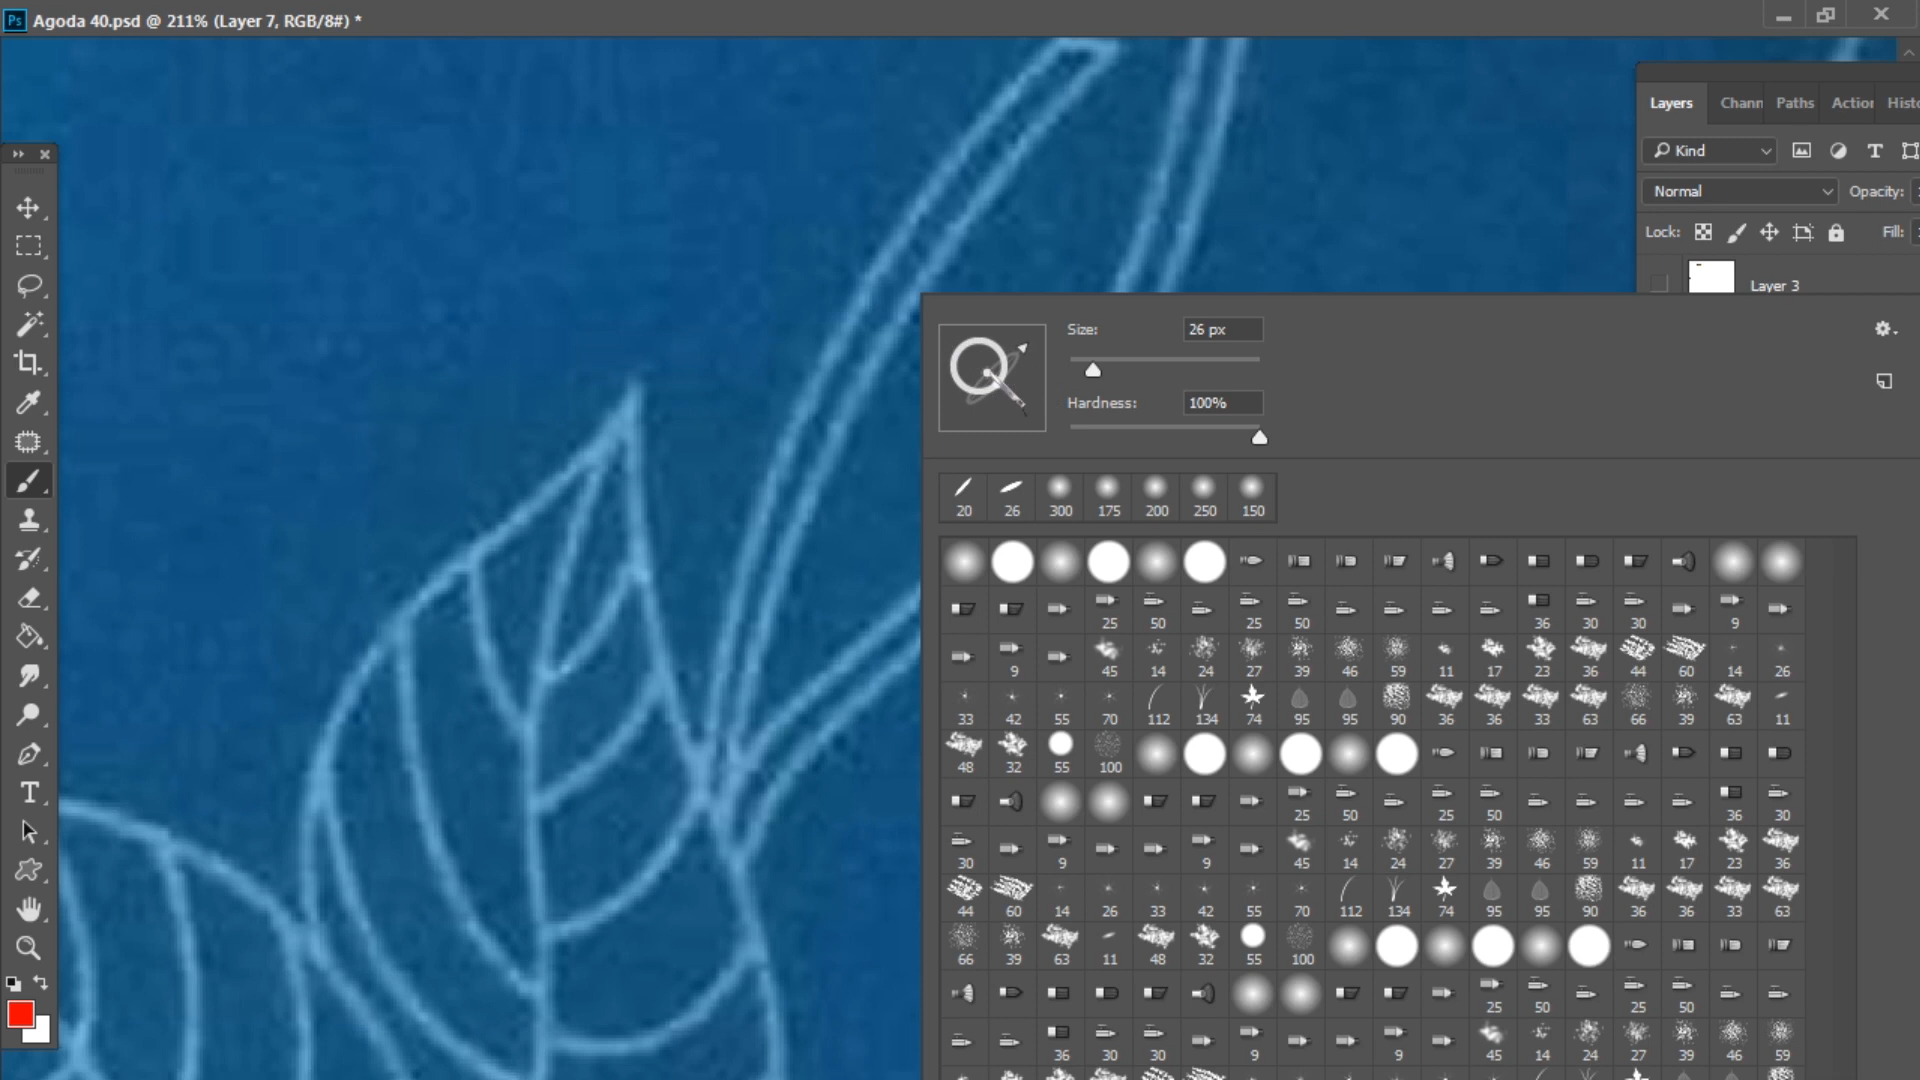 Ps Agoda 40.psd @ 211% (Layer 7, RGB/8#) *
Layers Chann Paths Action Histo
Kind T
Normal Opacity:
Lock: Fill:
Layer 3
Size: 26 px
Hardness: 100%
20 26 300 175 200 250 150
25 50 25 50 36 30 30 9
9 45 14 24 27 39 46 59 11 17 23 36 44 60 14 26
33 42 55 70 112 134 74 95 95 90 36 36 33 63 66 39 63 11
48 32 55 100
25 50 25 50 36 30
30 9 9 45 14 24 27 39 46 59 11 17 23 36
44 60 14 26 33 42 55 70 112 134 74 95 95 90 36 36 33 63
66 39 63 11 48 32 55 100
25 50 25 50
36 30 30 9 9 45 14 24 27 39 46 59
T